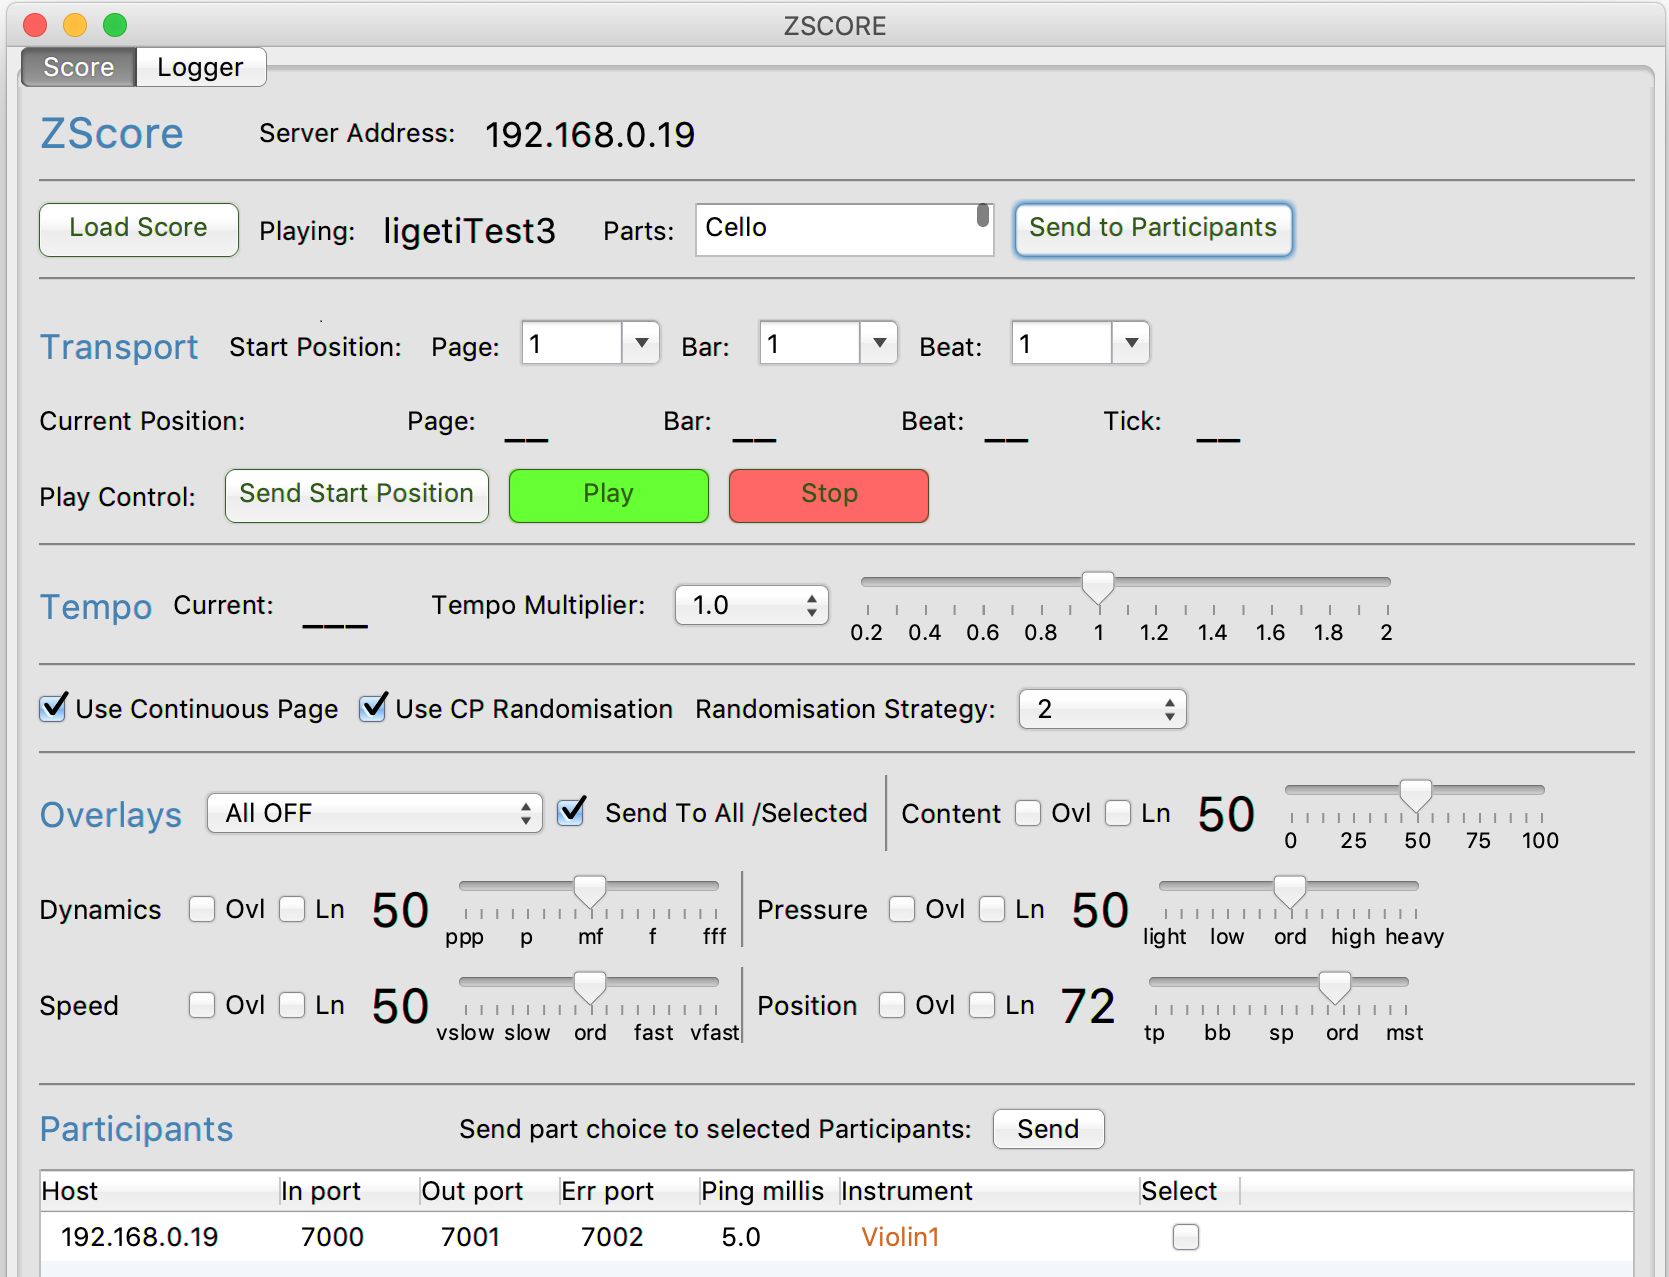 ZSCORE
Score Logger
ZScore Server Address: 192.168.0.19
Load Score Playing: ligetiTest3 Parts: Cello Send to Participants
Transport Start Position: Page: 1 Bar: 1 Beat: 1
Current Position: Page: __ Bar: __ Beat: __ Tick: __
Play Control: Send Start Position Play Stop
Tempo Current: ___ Tempo Multiplier: 1.0
0.2 0.4 0.6 0.8 1 1.2 1.4 1.6 1.8 2
Use Continuous Page Use CP Randomisation Randomisation Strategy: 2
Overlays All OFF Send To All /Selected Content Ovl Ln 50
0 25 50 75 100
Dynamics Ovl Ln 50 Pressure Ovl Ln 50
ppp p mf f fff light low ord high heavy
Speed Ovl Ln 50 Position Ovl Ln 72
vslow slow ord fast vfast tp bb sp ord mst
Participants Send part choice to selected Participants: Send
Host In port Out port Err port Ping millis Instrument Select
192.168.0.19 7000 7001 7002 5.0 Violin1